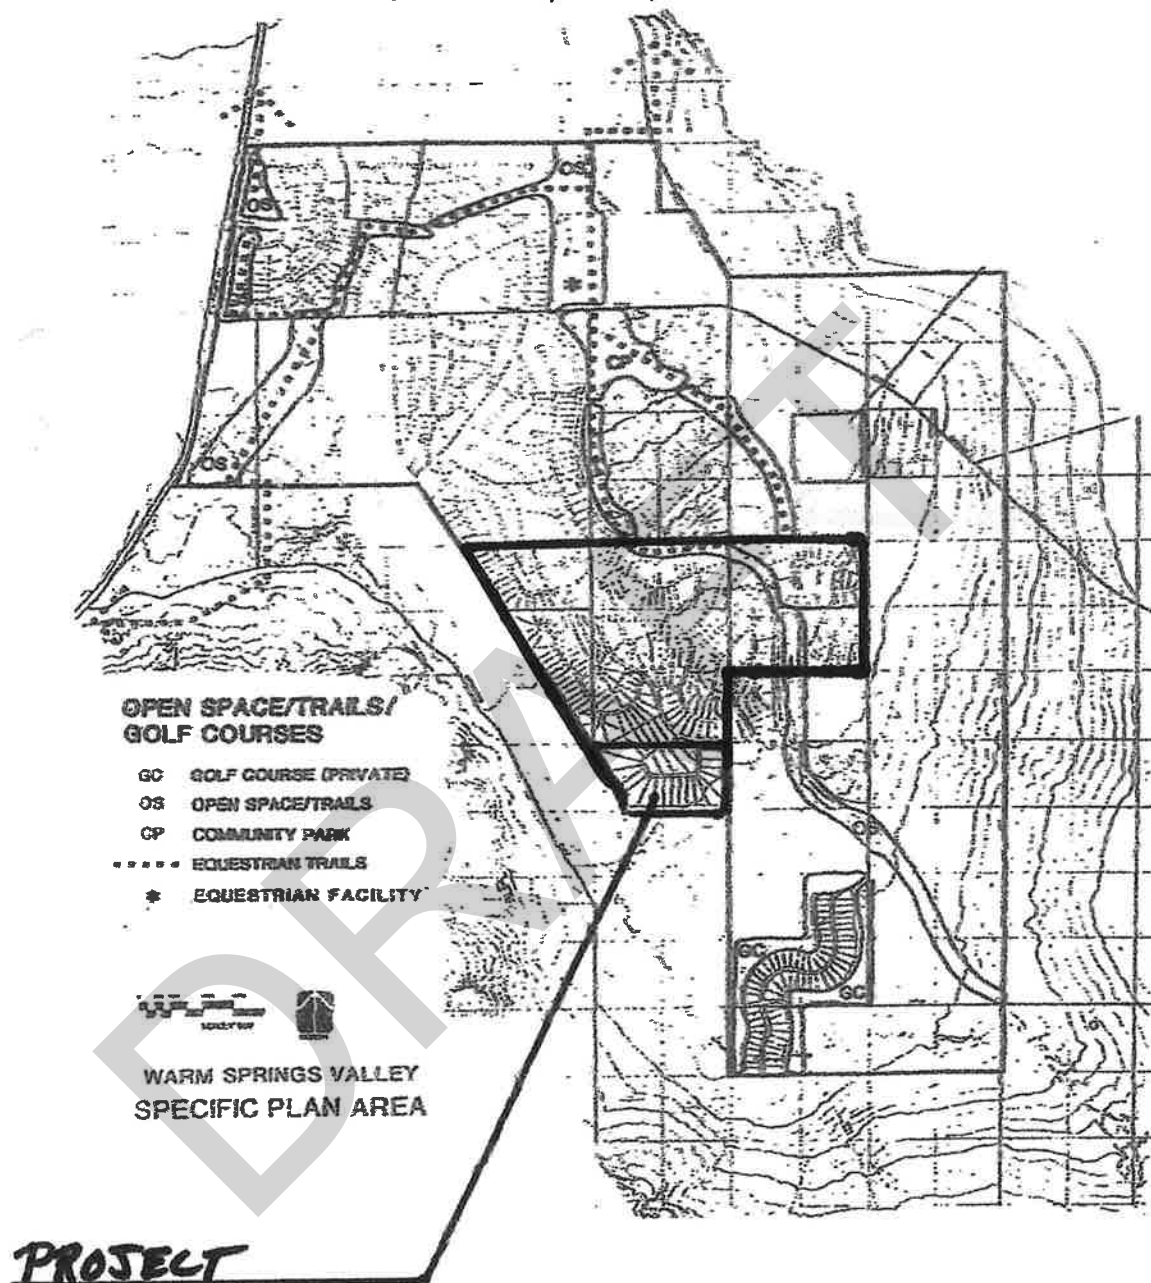 OS
OS
*
CP
OS
OPEN SPACE/TRAILS/
GOLF COURSES
GC GOLF COURSE (PRIVATE)
OS OPEN SPACE/TRAILS
CP COMMUNITY PARK
EQUESTRIAN TRAILS
* EQUESTRIAN FACILITY
OS
GC
GC
WARM SPRINGS VALLEY
SPECIFIC PLAN AREA
PROJECT
DRAFT